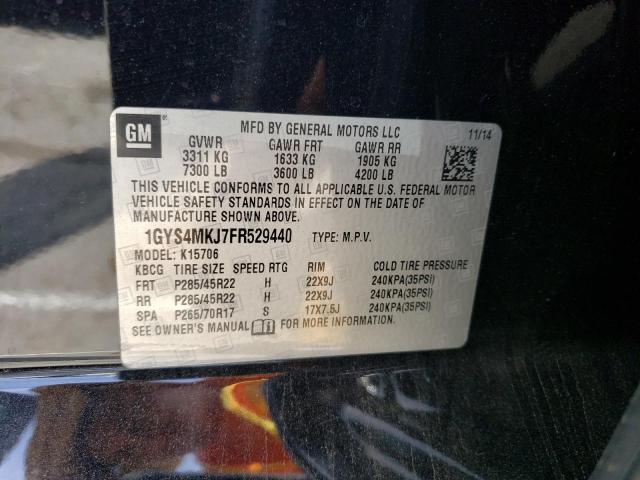 GM
MFD BY GENERAL MOTORS LLC
11/14
GVWR GAWR FRT GAWR RR
3311 KG 1633 KG 1905 KG
7300 LB 3600 LB 4200 LB
THIS VEHICLE CONFORMS TO ALL APPLICABLE U.S. FEDERAL MOTOR
VEHICLE SAFETY STANDARDS IN EFFECT ON THE DATE OF
MANUFACTURE SHOWN ABOVE.
1GYS4MKJ7FR529440 TYPE: M.P.V.
MODEL: K15706
KBCG TIRE SIZE SPEED RTG RIM COLD TIRE PRESSURE
FRT P285/45R22 H 22X9J 240KPA(35PSI)
RR P285/45R22 H 22X9J 240KPA(35PSI)
SPA P265/70R17 S 17X7.5J 240KPA(35PSI)
SEE OWNER'S MANUAL FOR MORE INFORMATION.